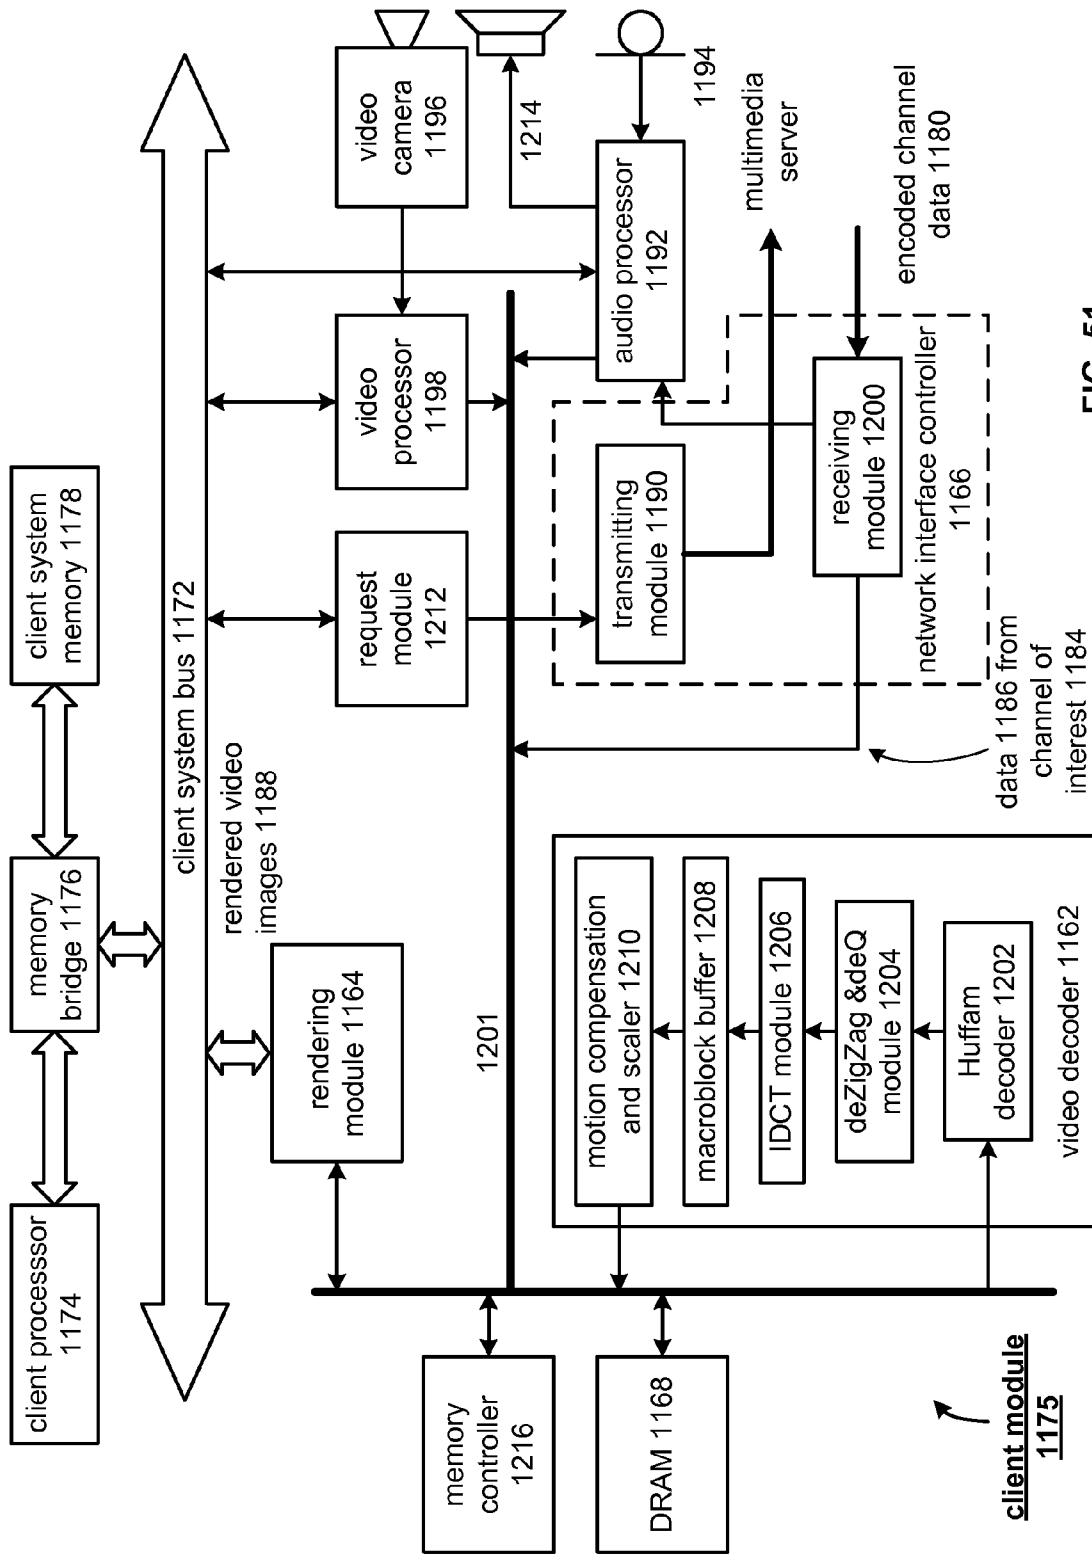 client processsor
1174
memory
bridge 1176
client system
memory 1178
client system bus 1172
rendered video
images 1188
rendering
module 1164
request
module
1212
video
processor
1198
video
camera
1196
1214
memory
controller
1216
1201
DRAM 1168
motion compensation
and scaler 1210
macroblock buffer 1208
IDCT module 1206
deZigZag &deQ
module 1204
Huffam
decoder 1202
video decoder 1162
transmitting
module 1190
audio processor
1192
1194
multimedia
server
receiving
module 1200
network interface controller
1166
encoded channel
data 1180
data 1186 from
channel of
interest 1184
client module
1175
FIG. 51